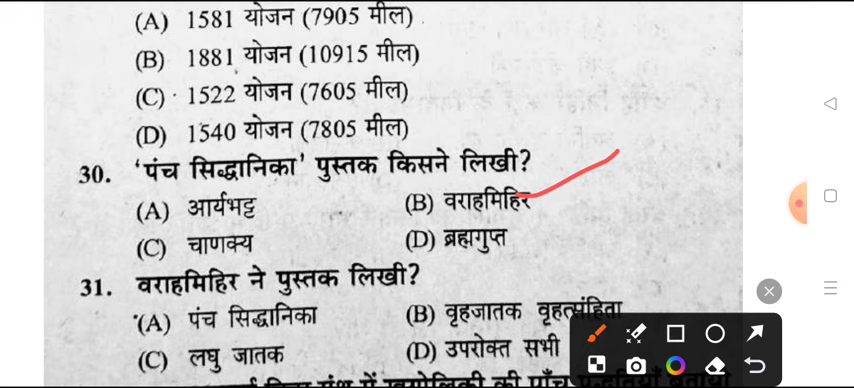 (A) 1581 योजन (7905 मील)
(B) 1881 योजन (10915 मील)
(C) 1522 योजन (7605 मील)
(D) 1540 योजन (7805 मील)
30. 'पंच सिद्धानिका' पुस्तक किसने लिखी?
(A) आर्यभट्ट (B) वराहमिहिर
(C) चाणक्य (D) ब्रह्मगुप्त
31. वराहमिहिर ने पुस्तक लिखी?
(A) पंच सिद्धानिका (B) वृहजातक वृहत्संहिता
(C) लघु जातक (D) उपरोक्त सभी
में खगोलिकी की पाँच